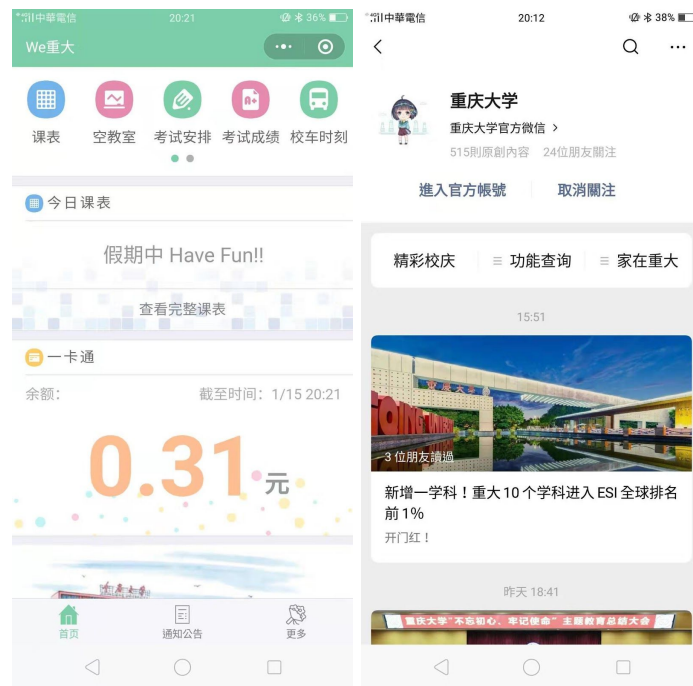 中華電信
20:21
36%
We重大
课表
空教室
考试安排
考试成绩
校车时刻
A+
今日课表
假期中 Have Fun!!
查看完整课表
一卡通
余额:
截至时间: 1/15 20:21
0.31元
首页
通知公告
更多
中華電信
20:12
38%
重庆大学
重庆大学官方微信
515則原創內容 24位朋友關注
進入官方帳號
取消關注
精彩校庆
功能查询
家在重大
15:51
重庆大学
3 位朋友讀過
新增一学科！重大 10 个学科进入 ESI 全球排名
前 1%
开门红！
昨天 18:41
重庆大学“不忘初心、牢记使命”主题教育总结大会